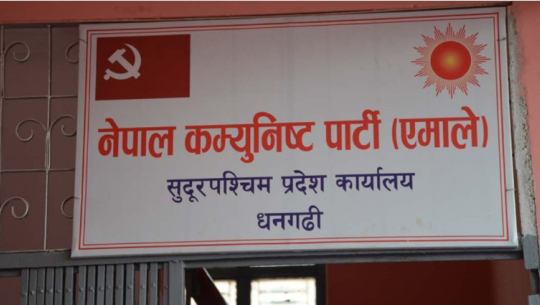 नेपाल कम्युनिष्ट पार्टी (एमाले)
सुदूरपश्चिम प्रदेश कार्यालय
धनगढी